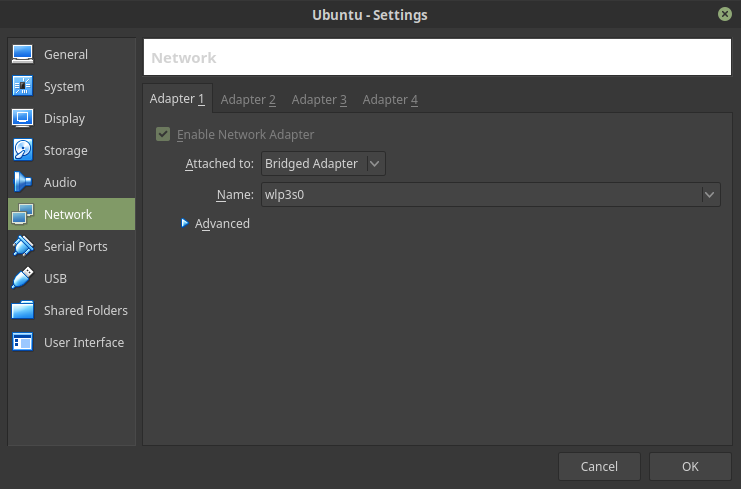 Ubuntu - Settings
General
System
Display
Storage
Audio
Network
Serial Ports
USB
Shared Folders
User Interface
Network
Adapter 1 Adapter 2 Adapter 3 Adapter 4
Enable Network Adapter
Attached to: Bridged Adapter
Name: wlp3s0
Advanced
Cancel OK